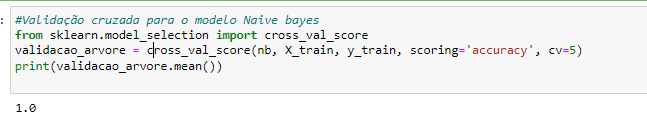 #Validação cruzada para o modelo Naive bayes
from sklearn.model_selection import cross_val_score
validacao_arvore = cross_val_score(nb, X_train, y_train, scoring='accuracy', cv=5)
print(validacao_arvore.mean())
1.0